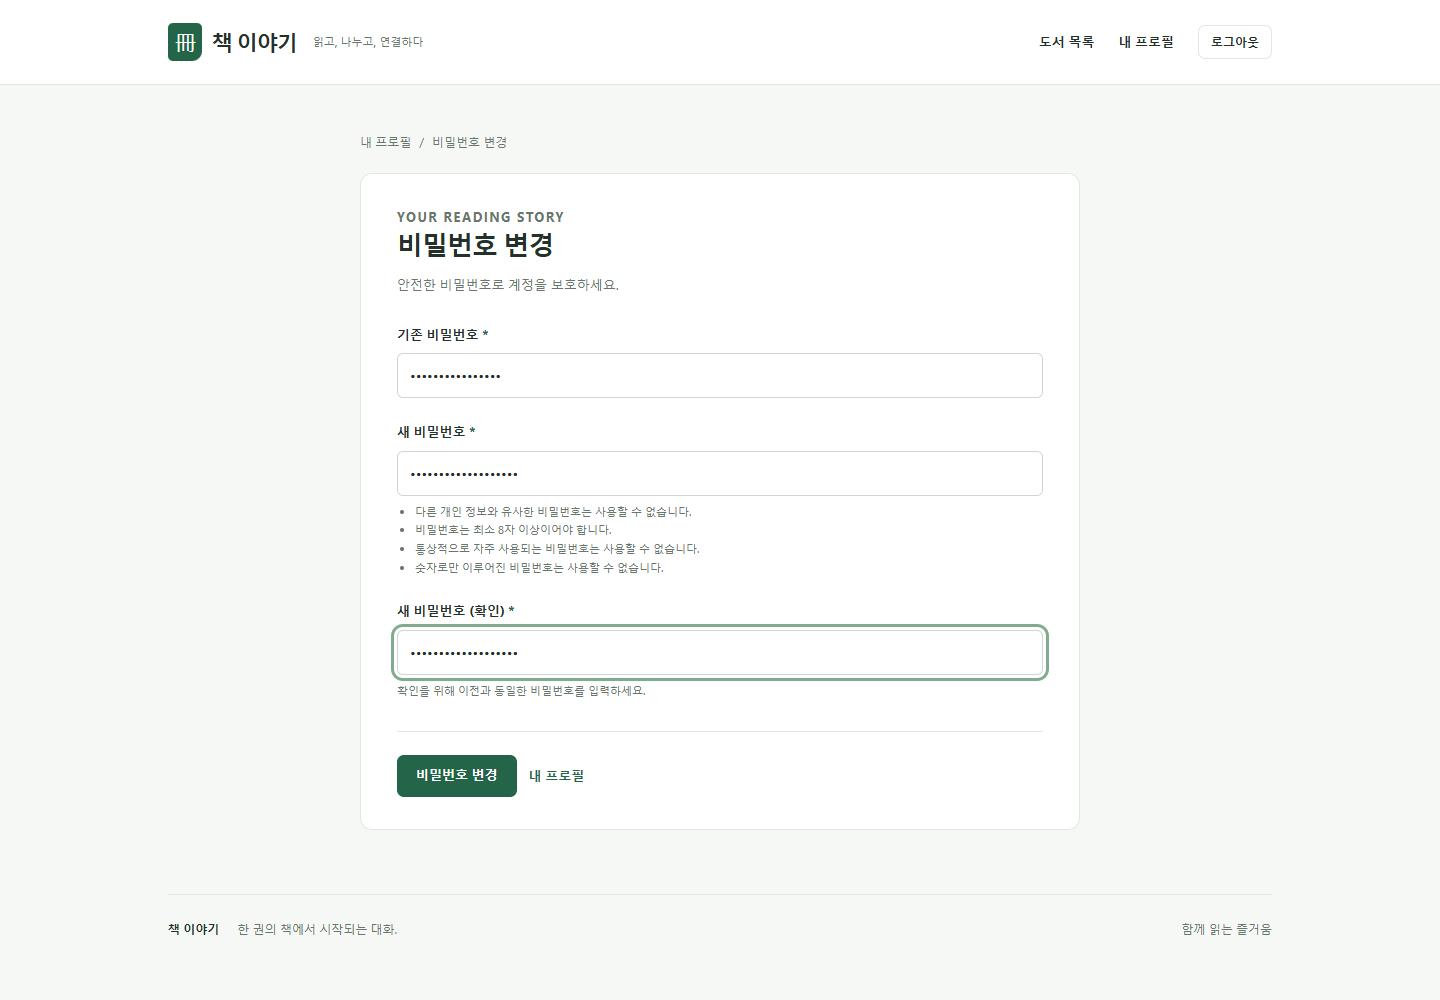 冊 책 이야기 읽고, 나누고, 연결하다 도서 목록 내 프로필 로그아웃
내 프로필 / 비밀번호 변경
YOUR READING STORY
비밀번호 변경
안전한 비밀번호로 계정을 보호하세요.
기존 비밀번호 *
••••••••••••••••
새 비밀번호 *
•••••••••••••••••••
• 다른 개인 정보와 유사한 비밀번호는 사용할 수 없습니다.
• 비밀번호는 최소 8자 이상이어야 합니다.
• 통상적으로 자주 사용되는 비밀번호는 사용할 수 없습니다.
• 숫자로만 이루어진 비밀번호는 사용할 수 없습니다.
새 비밀번호 (확인) *
•••••••••••••••••••
확인을 위해 이전과 동일한 비밀번호를 입력하세요.
비밀번호 변경 내 프로필
책 이야기 한 권의 책에서 시작되는 대화. 함께 읽는 즐거움